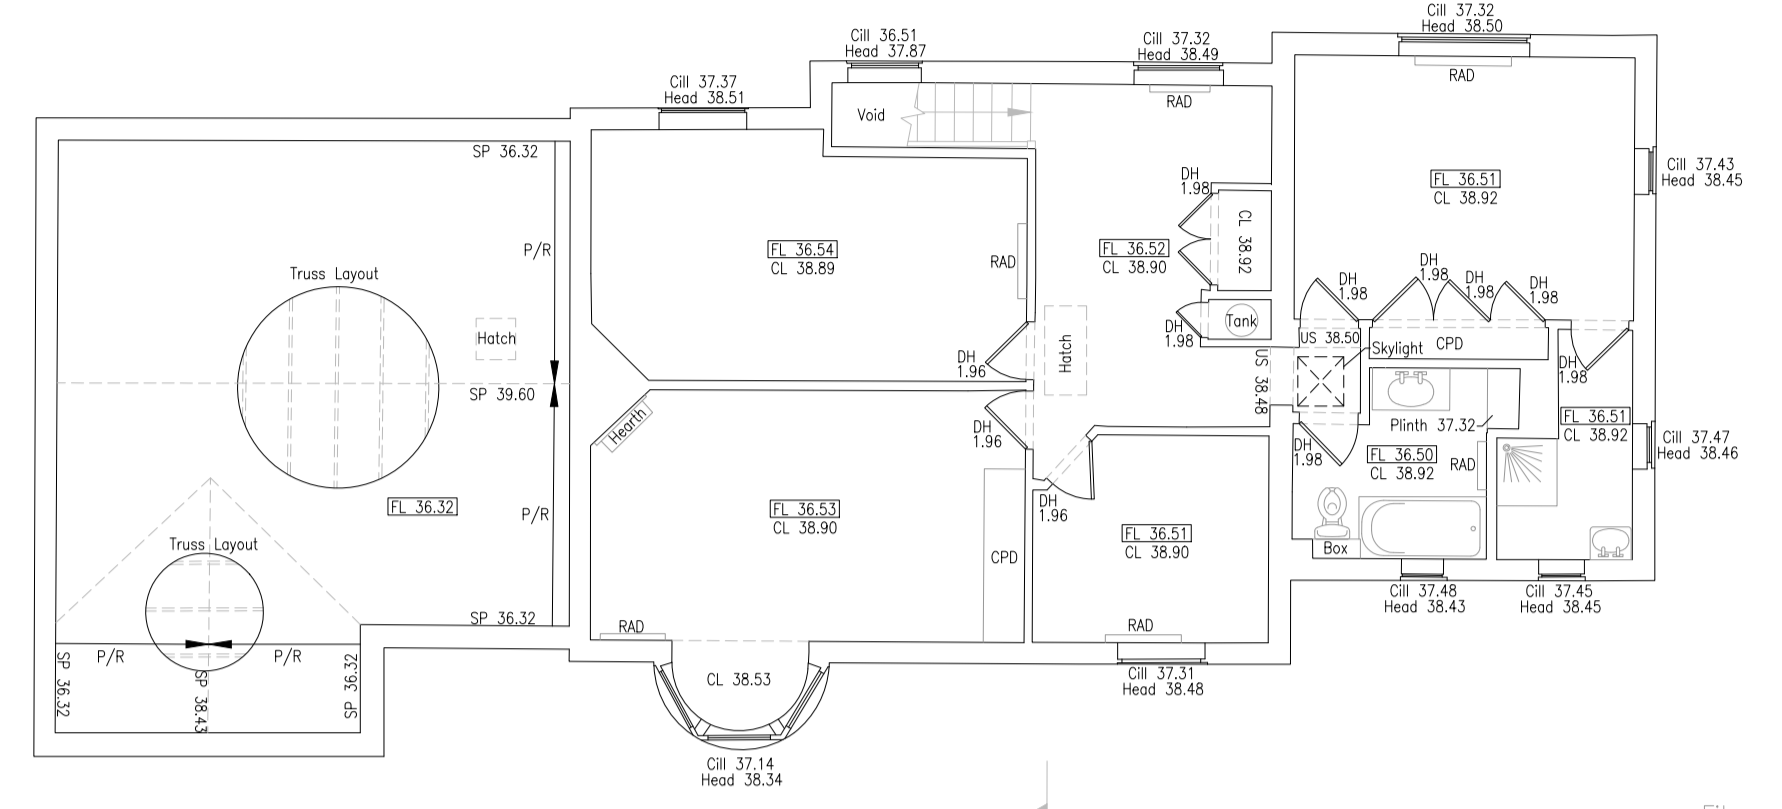 Cill 37.32
Head 38.50
Cill 36.51
Head 37.87
Cill 37.32
Head 38.49
Cill 37.37
Head 38.51
RAD
RAD
Void
SP 36.32
Cill 37.43
Head 38.45
DH
1.98
FL 36.51
CL 38.92
CL 38.92
P/R
FL 36.54
CL 38.89
RAD
FL 36.52
CL 38.90
Truss Layout
DH
1.98
DH
1.98
DH
1.98
DH
1.98
Hatch
Tank
DH
1.98
US 38.50
Skylight
CPD
Hatch
DH
1.96
US 38.48
DH
1.98
SP 39.60
Hearth
DH
1.96
Plinth 37.32
FL 36.51
CL 38.92
DH
1.98
FL 36.50
CL 38.92
RAD
Cill 37.47
Head 38.46
FL 36.32
P/R
FL 36.53
CL 38.90
DH
1.96
FL 36.51
CL 38.90
Truss Layout
CPD
Box
SP 36.32
RAD
RAD
Cill 37.48
Head 38.43
Cill 37.45
Head 38.45
P/R
P/R
SP 36.32
SP 38.43
SP 36.32
CL 38.53
Cill 37.31
Head 38.48
Cill 37.14
Head 38.34